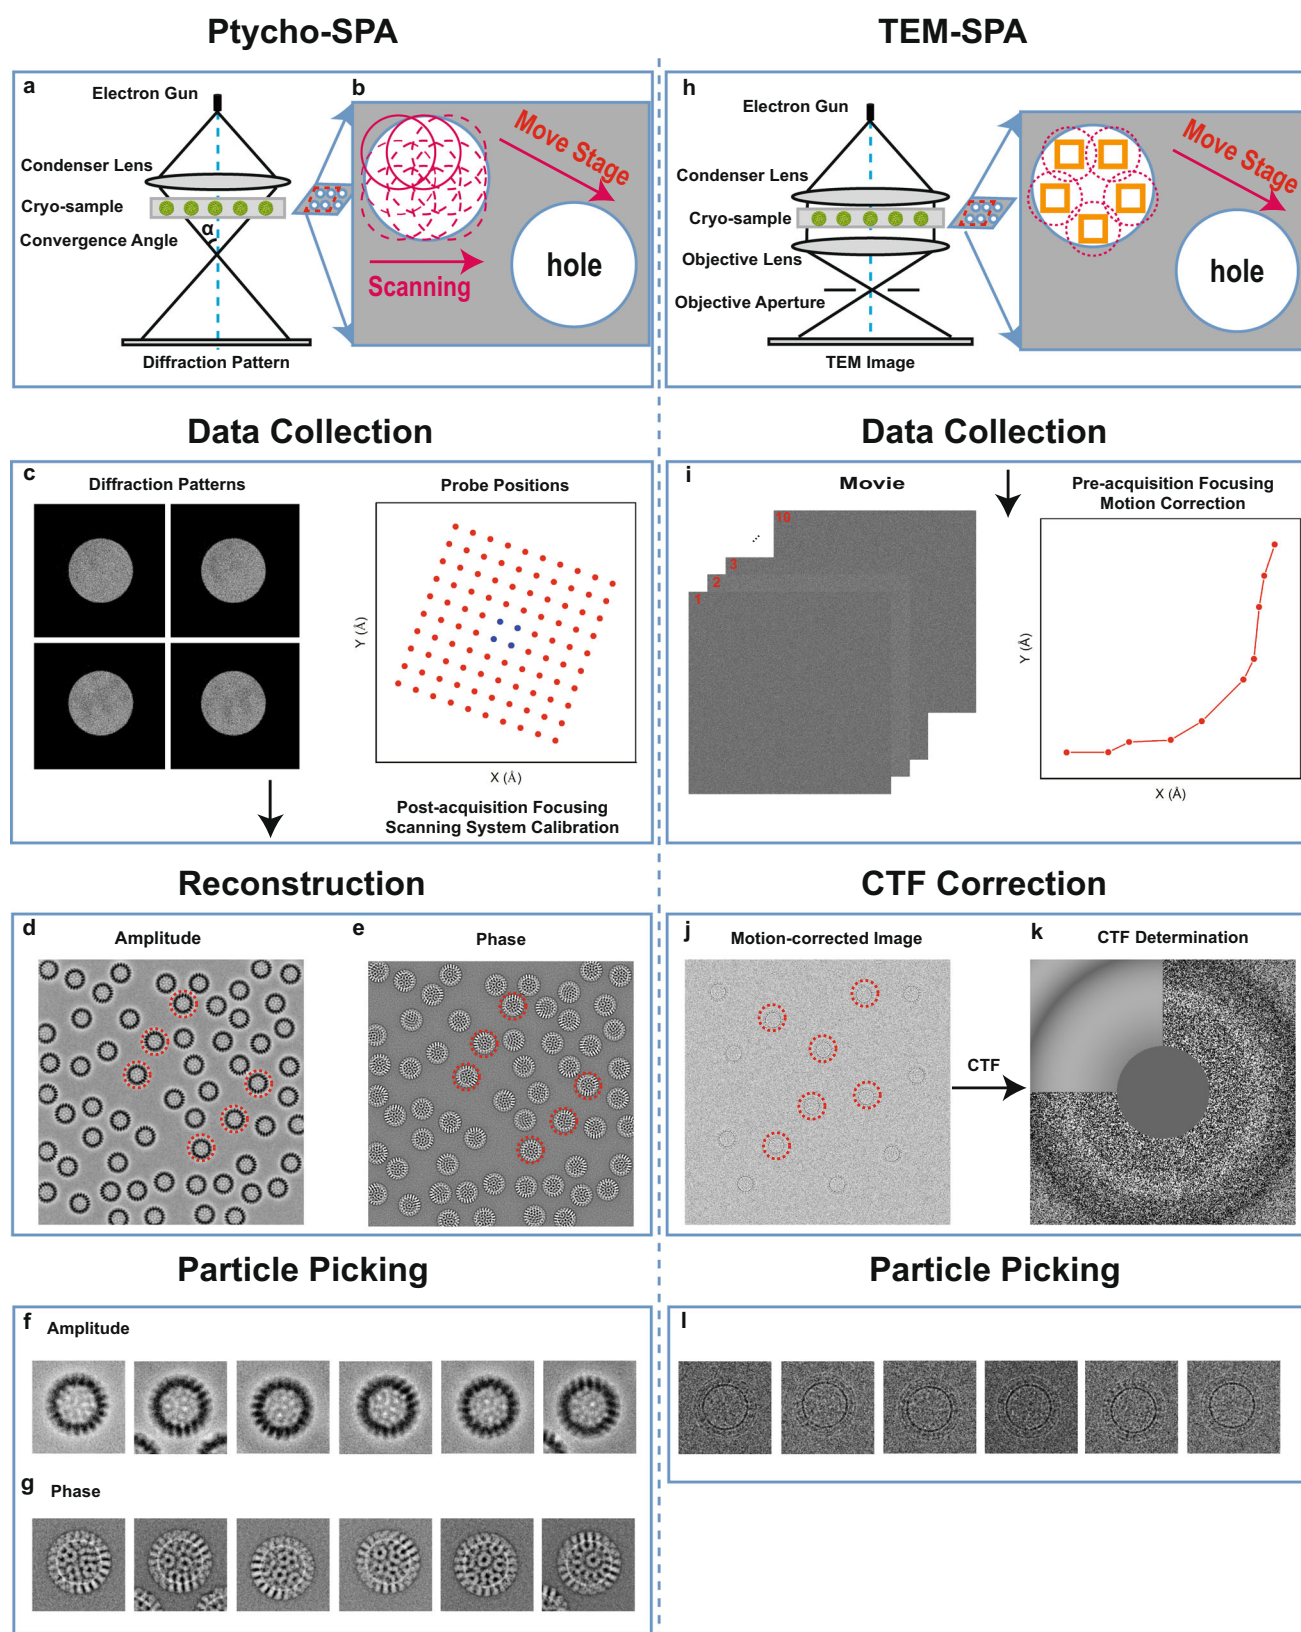 Ptycho-SPA
TEM-SPA
a
Electron Gun
Condenser Lens
Cryo-sample
Convergence Angle
α
Diffraction Pattern
b
Move Stage
Scanning
hole
h
Electron Gun
Condenser Lens
Cryo-sample
Objective Lens
Objective Aperture
TEM Image
Move Stage
hole
Data Collection
Data Collection
c
Diffraction Patterns
Probe Positions
Y (Å)
X (Å)
Post-acquisition Focusing
Scanning System Calibration
i
Movie
1
2
3
...
10
Pre-acquisition Focusing
Motion Correction
Y (Å)
X (Å)
Reconstruction
CTF Correction
d
Amplitude
e
Phase
j
Motion-corrected Image
CTF
k
CTF Determination
Particle Picking
Particle Picking
f
Amplitude
g
Phase
l